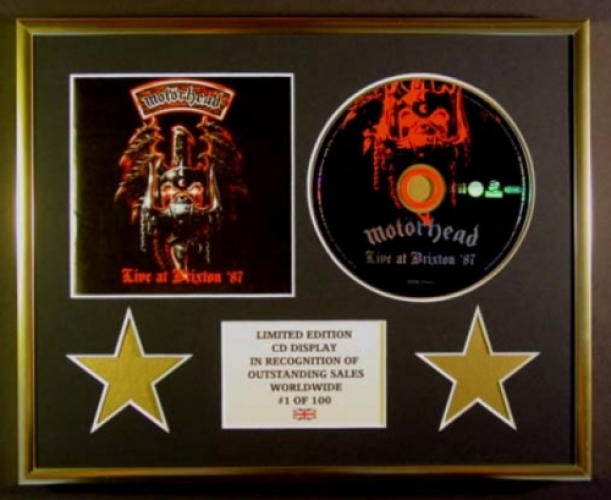 motörhead
Live at Brixton '87
motörhead
Live at Brixton '87
LIMITED EDITION
CD DISPLAY
IN RECOGNITION OF
OUTSTANDING SALES
WORLDWIDE
#1 OF 100